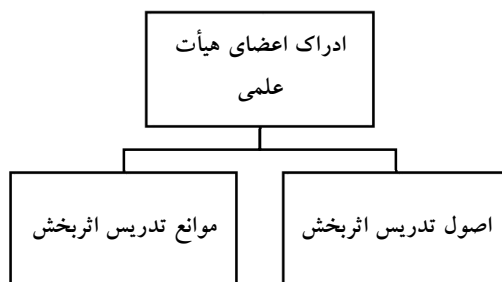 ادراک اعضای هیأت
علمی
اصول تدریس اثربخش
موانع تدریس اثربخش